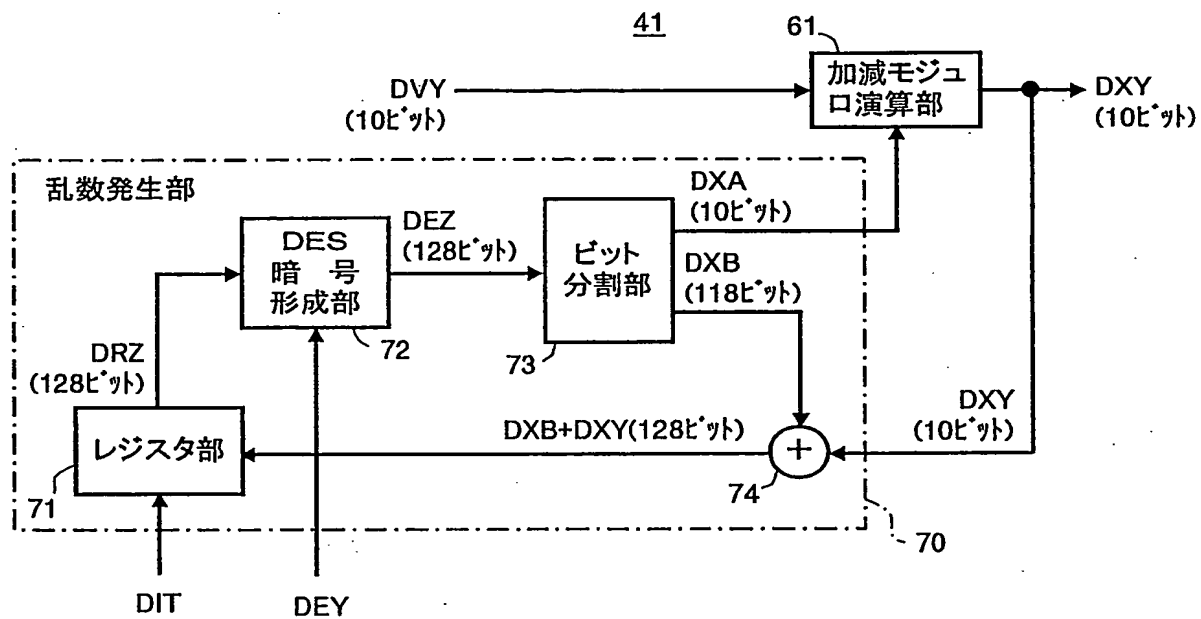 41
61
加減モジュ
ロ演算部
DVY
(10ビット)
DXY
(10ビット)
乱数発生部
DXA
(10ビット)
DES
暗 号
形成部
DEZ
(128ビット)
ビット
分割部
DXB
(118ビット)
72
73
DRZ
(128ビット)
レジスタ部
DXB+DXY(128ビット)
+
DXY
(10ビット)
71
74
70
DIT
DEY